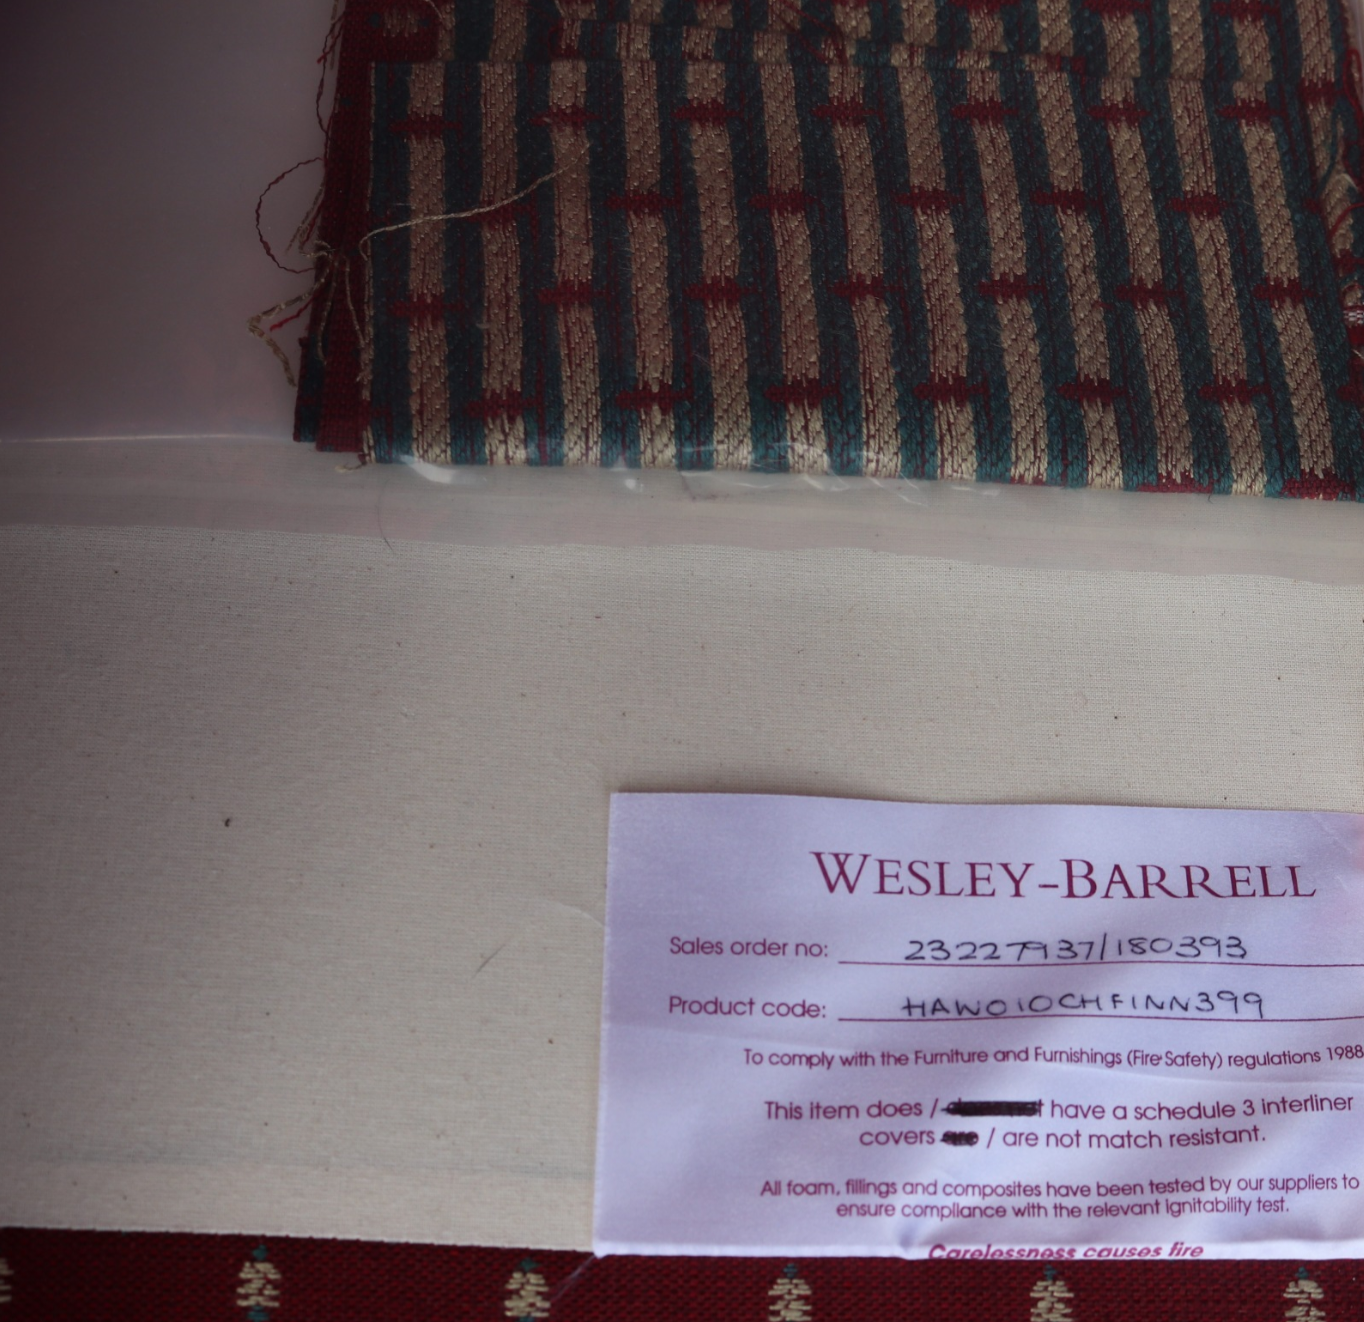 WESLEY-BARRELL
Sales order no: 23227937/180393
Product code: HAW010CHFINN399
To comply with the Furniture and Furnishings (Fire Safety) regulations 1988
This item does / have a schedule 3 interliner
covers / are not match resistant.
All foam, fillings and composites have been tested by our suppliers to
ensure compliance with the relevant ignitability test.
Carelessness causes fire